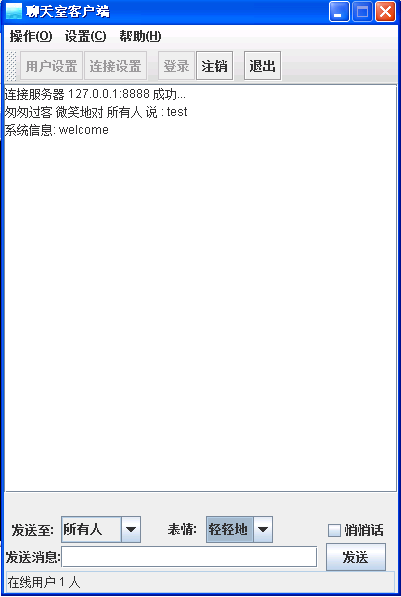 聊天室客户端
操作(O) 设置(C) 帮助(H)
用户设置 连接设置 登录 注销 退出
连接服务器 127.0.0.1:8888 成功...
匆匆过客 微笑地对 所有人 说 : test
系统信息: welcome
发送至: 所有人 表情: 轻轻地 悄悄话
发送消息: 发送
在线用户 1 人